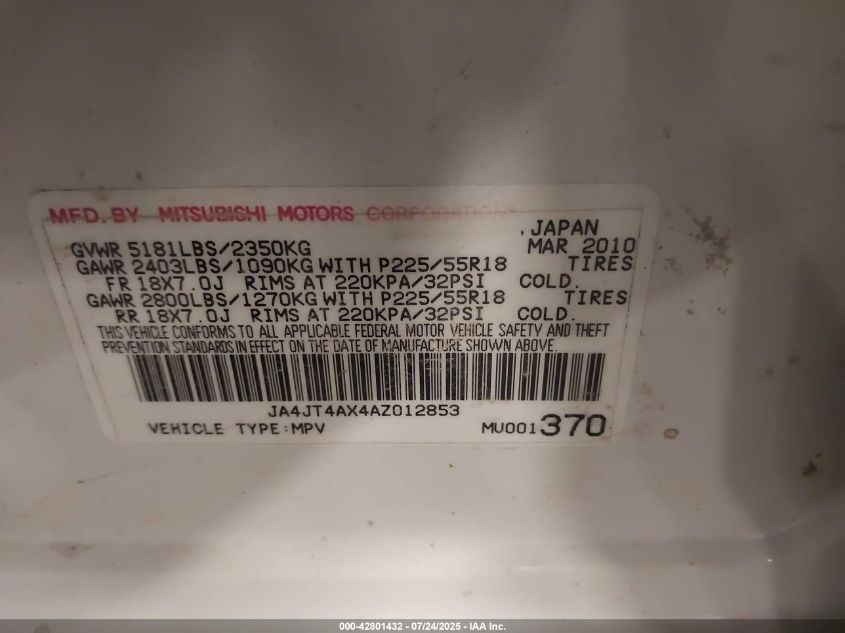 MFD. BY MITSUBISHI MOTORS CORPORATION
. JAPAN
GVWR 5181LBS/2350KG MAR 2010
GAWR 2403LBS/1090KG WITH P225/55R18 TIRES
FR 18X7.0J RIMS AT 220KPA/32PSI COLD.
GAWR 2800LBS/1270KG WITH P225/55R18 TIRES
RR 18X7.0J RIMS AT 220KPA/32PSI COLD.
THIS VEHICLE CONFORMS TO ALL APPLICABLE FEDERAL MOTOR VEHICLE SAFETY AND THEFT
PREVENTION STANDARDS IN EFFECT ON THE DATE OF MANUFACTURE SHOWN ABOVE.
JA4JT4AX4AZ012853
VEHICLE TYPE:MPV MU001370
000-42801432 - 07/24/2025 - IAA Inc.